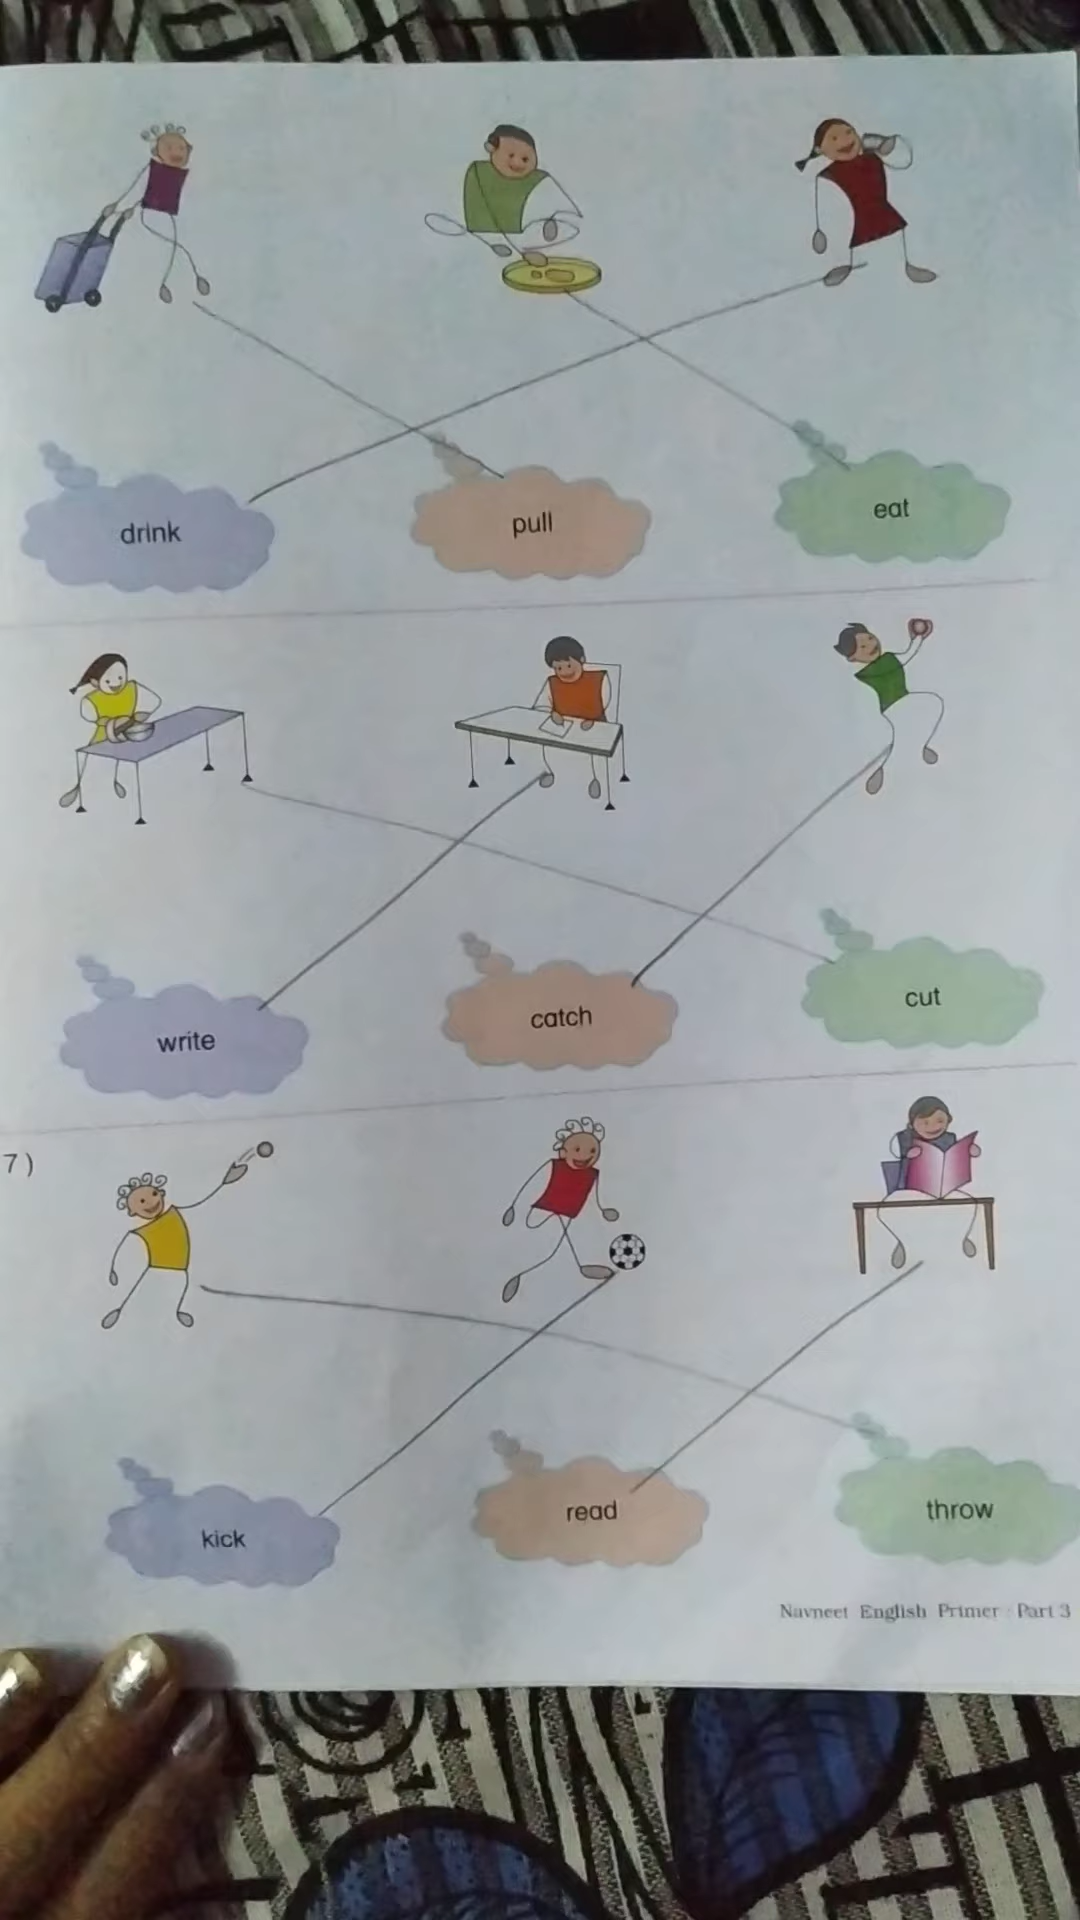 drink pull eat
write catch cut
7)
kick read throw
Navneet English Primer : Part 3